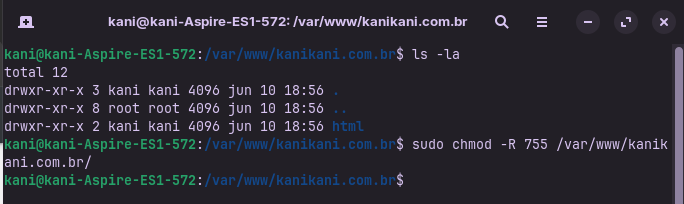 kani@kani-Aspire-ES1-572: /var/www/kanikani.com.br
kani@kani-Aspire-ES1-572:/var/www/kanikani.com.br$ ls -la
total 12
drwxr-xr-x 3 kani kani 4096 jun 10 18:56 .
drwxr-xr-x 8 root root 4096 jun 10 18:56 ..
drwxr-xr-x 2 kani kani 4096 jun 10 18:56 html
kani@kani-Aspire-ES1-572:/var/www/kanikani.com.br$ sudo chmod -R 755 /var/www/kanik
ani.com.br/
kani@kani-Aspire-ES1-572:/var/www/kanikani.com.br$